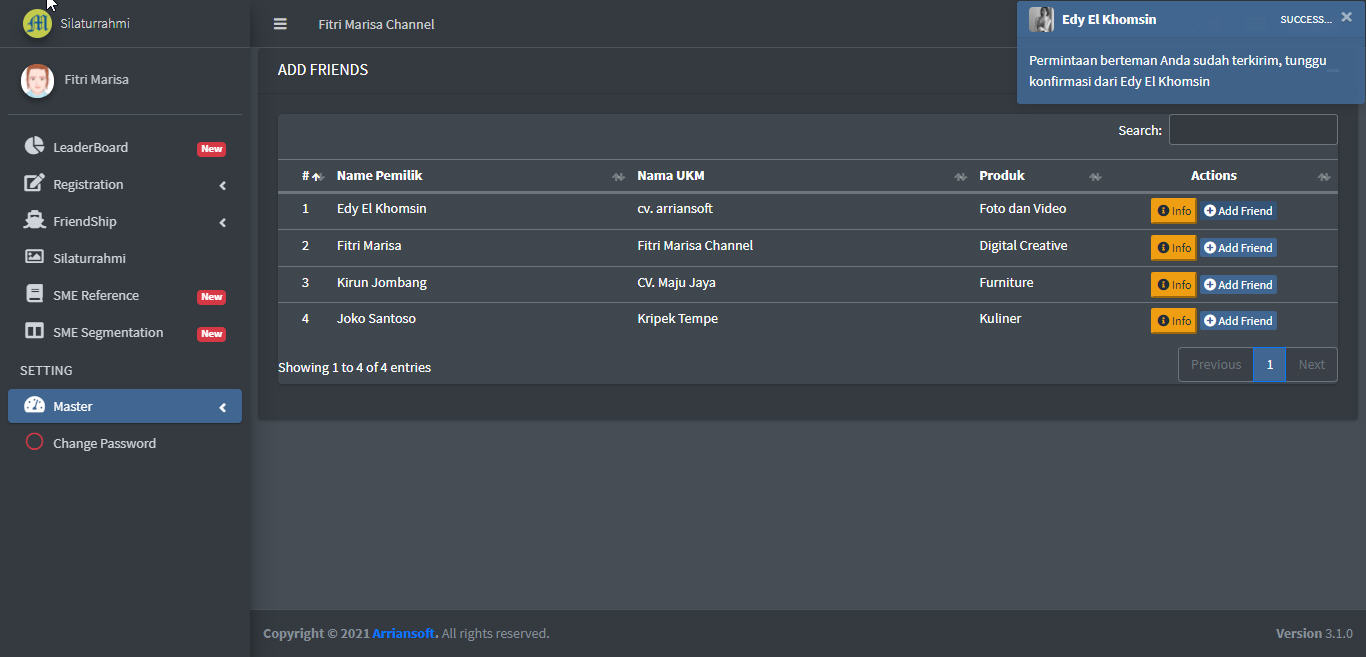 Silaturrahmi
Fitri Marisa Channel
Edy El Khomsin
SUCCESS...
Permintaan berteman Anda sudah terkirim, tunggu
konfirmasi dari Edy El Khomsin
Fitri Marisa
LeaderBoard New
Registration
FriendShip
Silaturrahmi
SME Reference New
SME Segmentation New
SETTING
Master
Change Password
ADD FRIENDS
Search:
# Name Pemilik Nama UKM Produk Actions
1 Edy El Khomsin cv. arriansoft Foto dan Video Info Add Friend
2 Fitri Marisa Fitri Marisa Channel Digital Creative Info Add Friend
3 Kirun Jombang CV. Maju Jaya Furniture Info Add Friend
4 Joko Santoso Kripek Tempe Kuliner Info Add Friend
Showing 1 to 4 of 4 entries
Previous 1 Next
Copyright © 2021 Arriansoft. All rights reserved.
Version 3.1.0